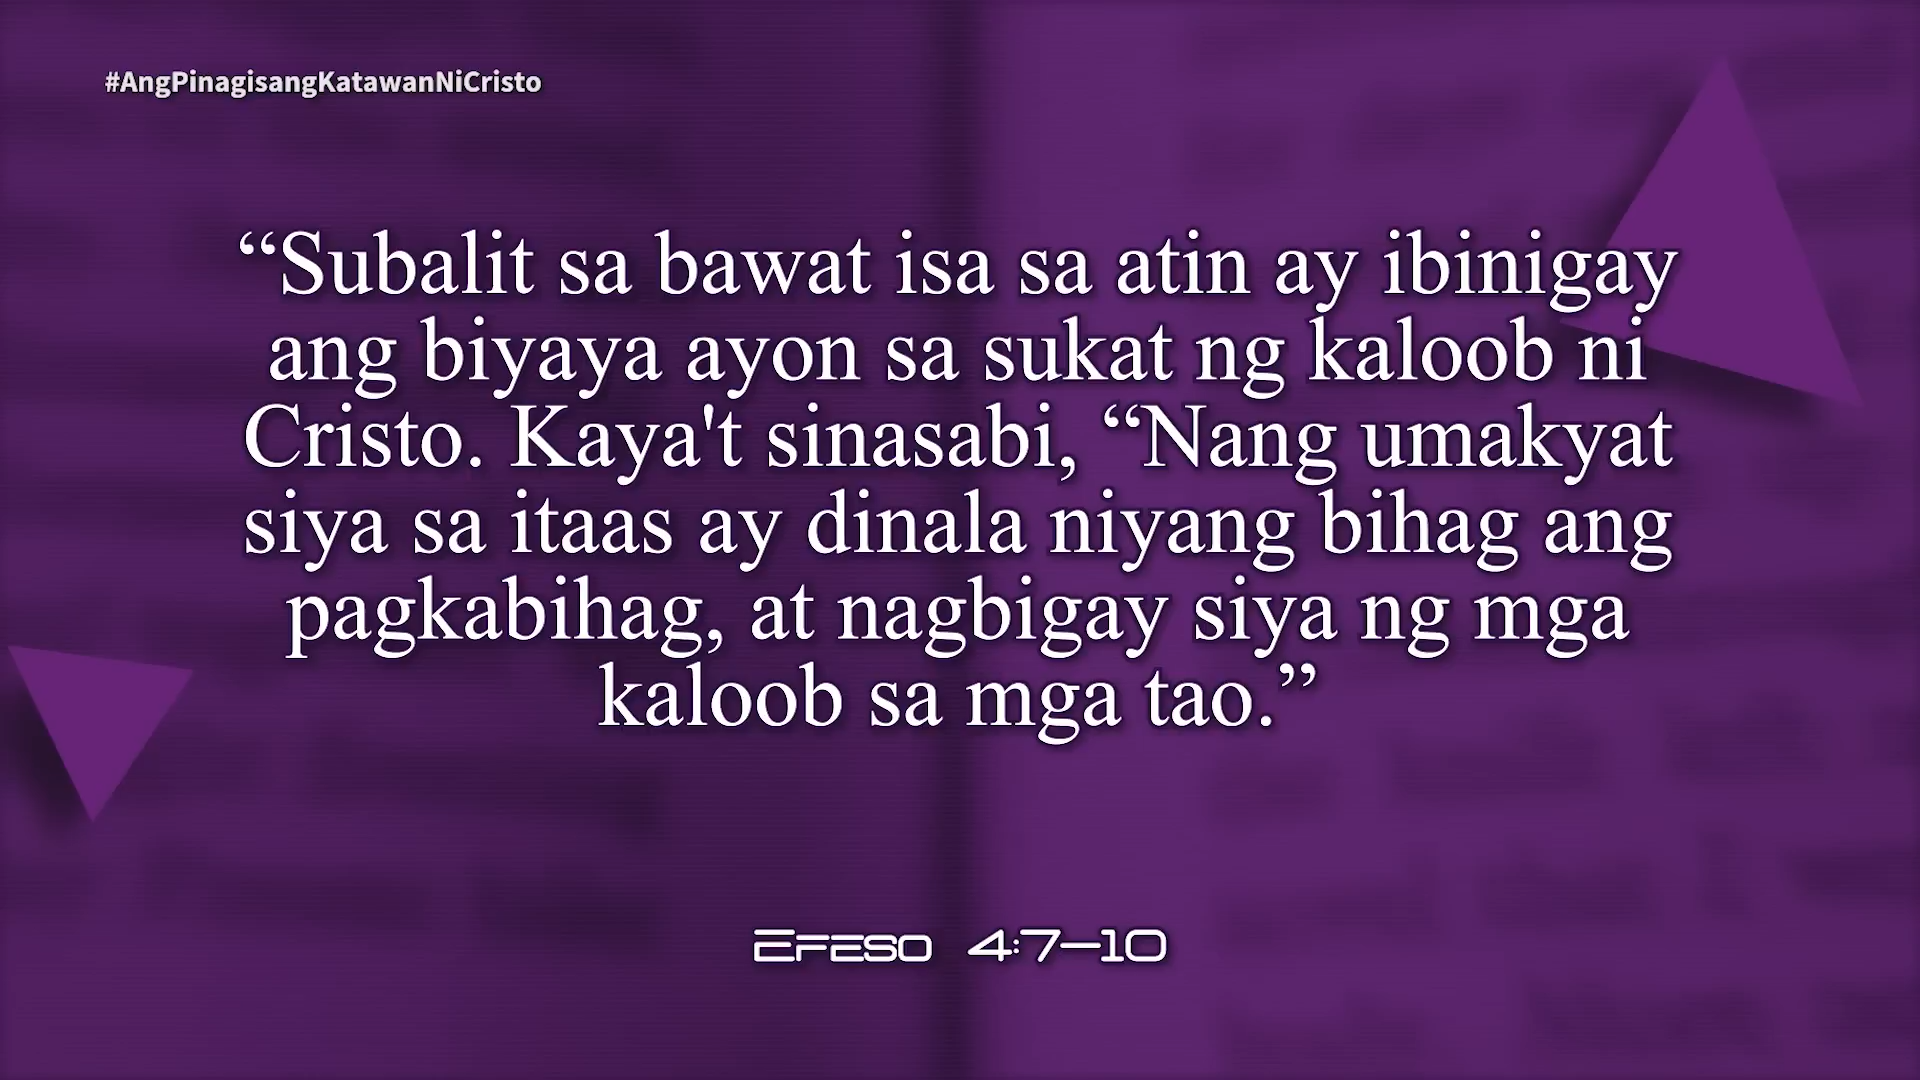 #AngPinagisangKatawanNiCristo
“Subalit sa bawat isa sa atin ay ibinigay
ang biyaya ayon sa sukat ng kaloob ni
Cristo. Kaya't sinasabi, “Nang umakyat
siya sa itaas ay dinala niyang bihag ang
pagkabihag, at nagbigay siya ng mga
kaloob sa mga tao.”
Efeso 4:7–10